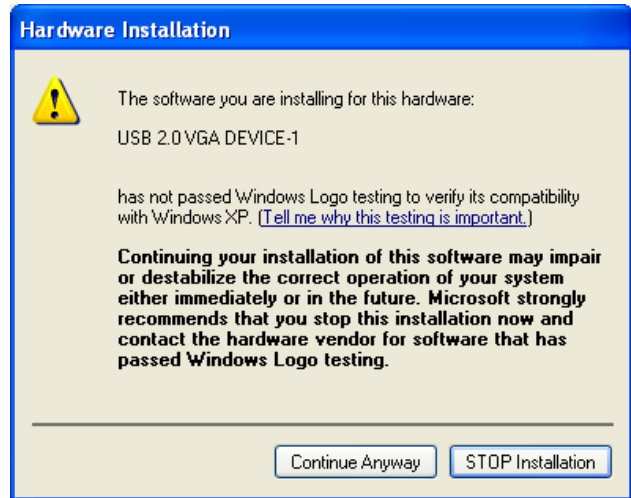 Hardware Installation
The software you are installing for this hardware:
USB 2.0 VGA DEVICE-1
has not passed Windows Logo testing to verify its compatibility
with Windows XP. (Tell me why this testing is important.)
Continuing your installation of this software may impair
or destabilize the correct operation of your system
either immediately or in the future. Microsoft strongly
recommends that you stop this installation now and
contact the hardware vendor for software that has
passed Windows Logo testing.
Continue Anyway
STOP Installation